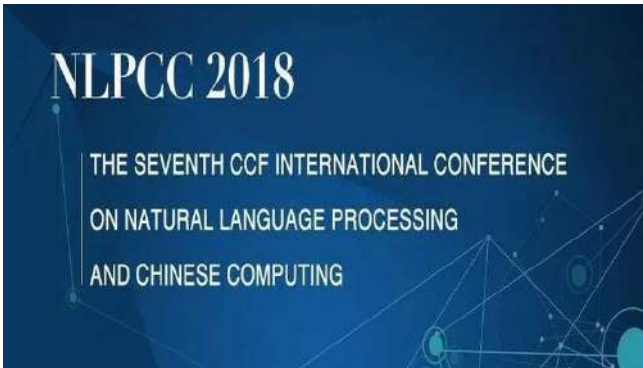 NLPCC 2018
THE SEVENTH CCF INTERNATIONAL CONFERENCE
ON NATURAL LANGUAGE PROCESSING
AND CHINESE COMPUTING